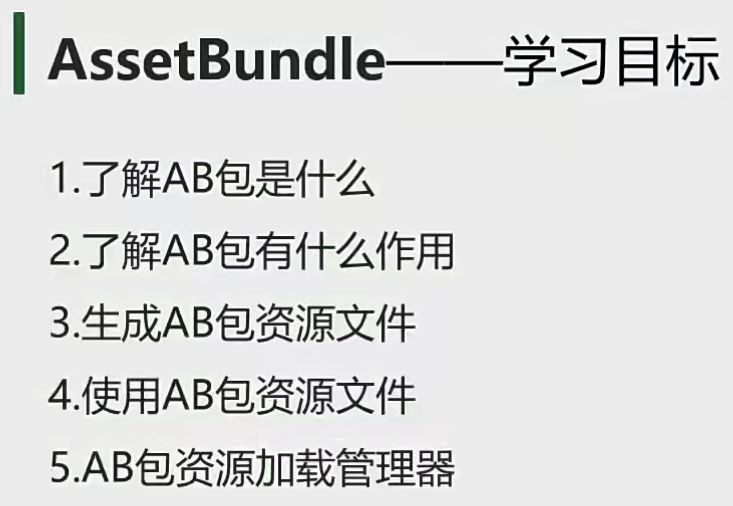 AssetBundle——学习目标
1.了解AB包是什么
2.了解AB包有什么作用
3.生成AB包资源文件
4.使用AB包资源文件
5.AB包资源加载管理器